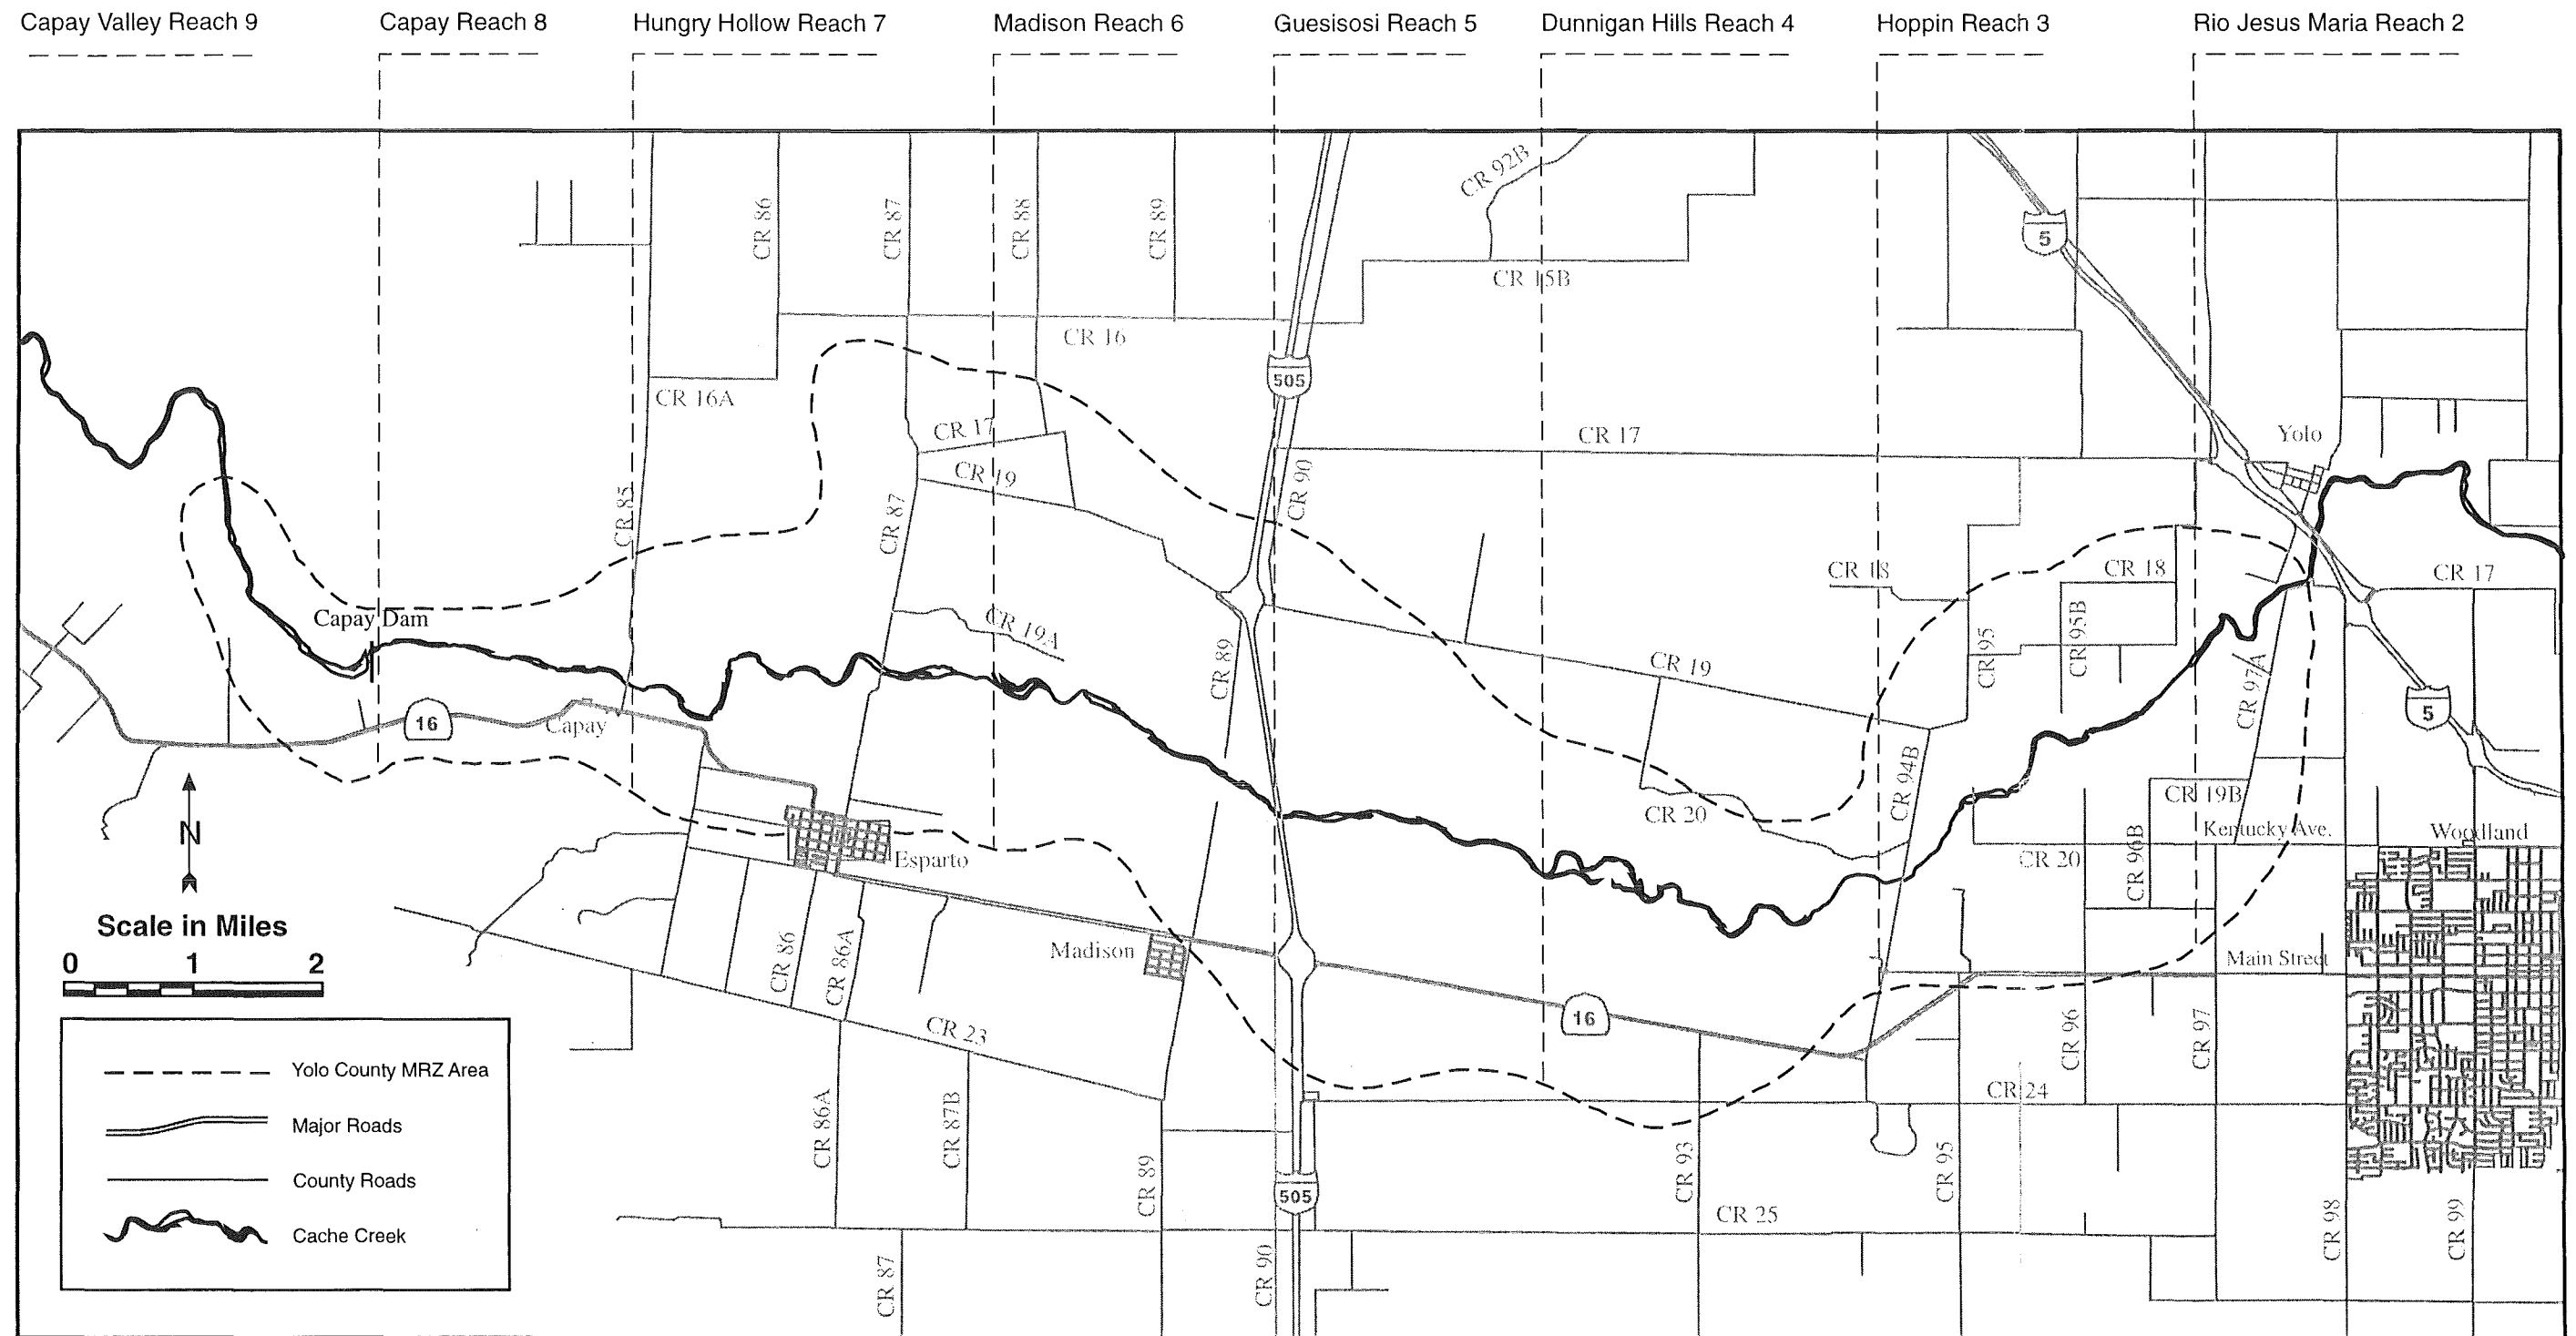 Capay Valley Reach 9
Capay Reach 8
Hungry Hollow Reach 7
Madison Reach 6
Guesisosi Reach 5
Dunnigan Hills Reach 4
Hoppin Reach 3
Rio Jesus Maria Reach 2
CR 92B
CR 86
CR 87
CR 88
CR 89
5
CR 15B
CR 16
505
CR 16A
CR 17
CR 17
Yolo
CR 19
CR 90
CR 85
CR 87
CR 18
CR 18
CR 17
Capay Dam
CR 19A
CR 89
CR 19
CR 95
CR 95B
CR 97A
5
16
Capay
CR 94B
CR 20
CR 19B
N
Kentucky Ave.
Woodland
Esparto
CR 20
CR 96B
Scale in Miles
0 1 2
CR 86
CR 86A
Madison
Main Street
16
CR 23
CR 96
CR 97
Yolo County MRZ Area
Major Roads
County Roads
Cache Creek
CR 24
CR 86A
CR 87B
CR 89
505
CR 93
CR 95
CR 25
CR 87
CR 90
CR 98
CR 99